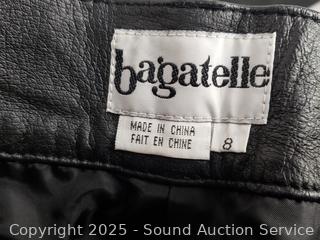 bagatelle
MADE IN CHINA
FAIT EN CHINE
8
Copyright © 2025 - Sound Auction Service